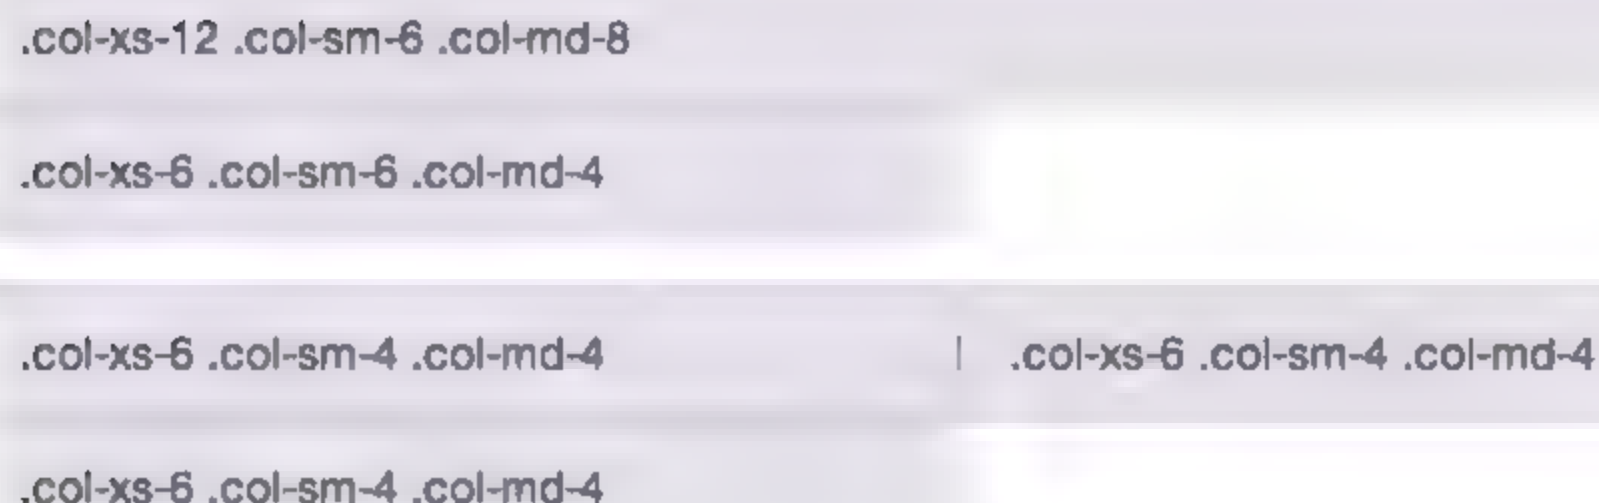 .col-xs-12 .col-sm-6 .col-md-8
.col-xs-6 .col-sm-6 .col-md-4
.col-xs-6 .col-sm-4 .col-md-4 | .col-xs-6 .col-sm-4 .col-md-4
.col-xs-6 .col-sm-4 .col-md-4